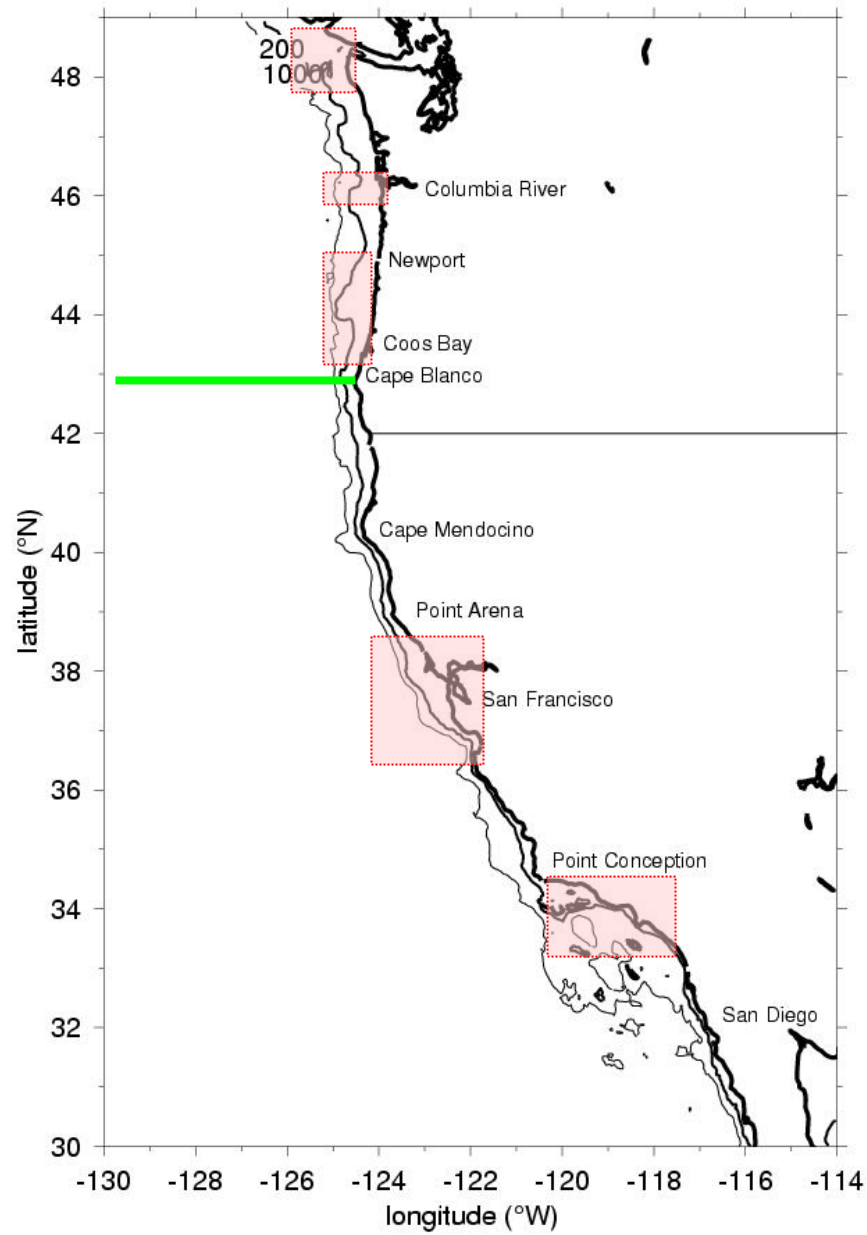 48
200
1000
46
Columbia River
Newport
44
Coos Bay
Cape Blanco
42
Cape Mendocino
40
Point Arena
38
San Francisco
36
Point Conception
34
San Diego
32
30
-130
-128
-126
-124
-122
-120
-118
-116
-114
latitude (°N)
longitude (°W)